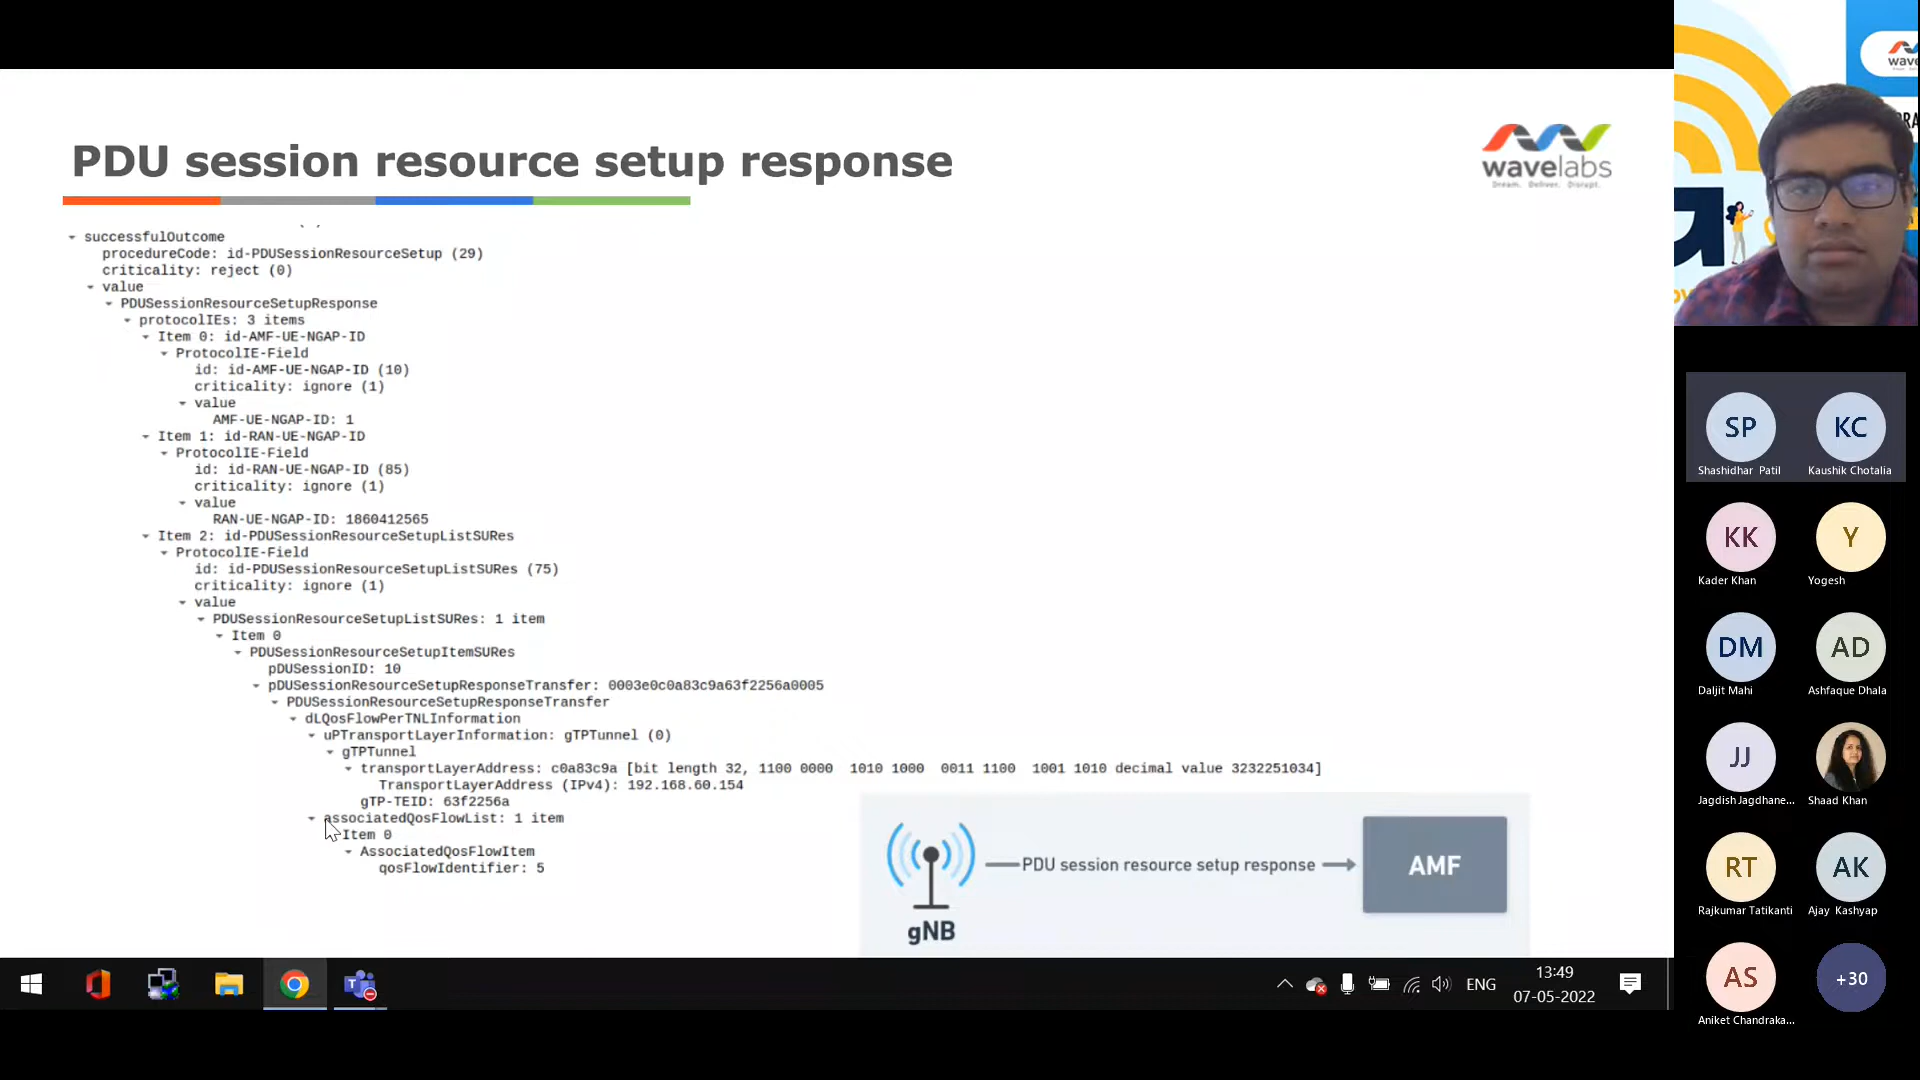 PDU session resource setup response
wavelabs
Dream. Deliver. Disrupt.
successfulOutcome
procedureCode: id-PDUSessionResourceSetup (29)
criticality: reject (0)
value
PDUSessionResourceSetupResponse
protocolIEs: 3 items
Item 0: id-AMF-UE-NGAP-ID
ProtocolIE-Field
id: id-AMF-UE-NGAP-ID (10)
criticality: ignore (1)
value
AMF-UE-NGAP-ID: 1
Item 1: id-RAN-UE-NGAP-ID
ProtocolIE-Field
id: id-RAN-UE-NGAP-ID (85)
criticality: ignore (1)
value
RAN-UE-NGAP-ID: 1860412565
Item 2: id-PDUSessionResourceSetupListSURes
ProtocolIE-Field
id: id-PDUSessionResourceSetupListSURes (75)
criticality: ignore (1)
value
PDUSessionResourceSetupListSURes: 1 item
Item 0
PDUSessionResourceSetupItemSURes
pDUSessionID: 10
pDUSessionResourceSetupResponseTransfer: 0003e0c0a83c9a63f2256a0005
PDUSessionResourceSetupResponseTransfer
dLQosFlowPerTNLInformation
uPTransportLayerInformation: gTPTunnel (0)
gTPTunnel
transportLayerAddress: c0a83c9a [bit length 32, 1100 0000 1010 1000 0011 1100 1001 1010 decimal value 3232251034]
TransportLayerAddress (IPv4): 192.168.60.154
gTP-TEID: 63f2256a
associatedQosFlowList: 1 item
Item 0
AssociatedQosFlowItem
qosFlowIdentifier: 5
PDU session resource setup response
AMF
gNB
ENG
13:49
07-05-2022
wave
SP
KC
Shashidhar Patil
Kaushik Chotalia
KK
Y
Kader Khan
Yogesh
DM
AD
Daljit Mahi
Ashfaque Dhala
JJ
Jagdish Jagdhane...
Shaad Khan
RT
AK
Rajkumar Tatikanti
Ajay Kashyap
AS
+30
Aniket Chandraka...